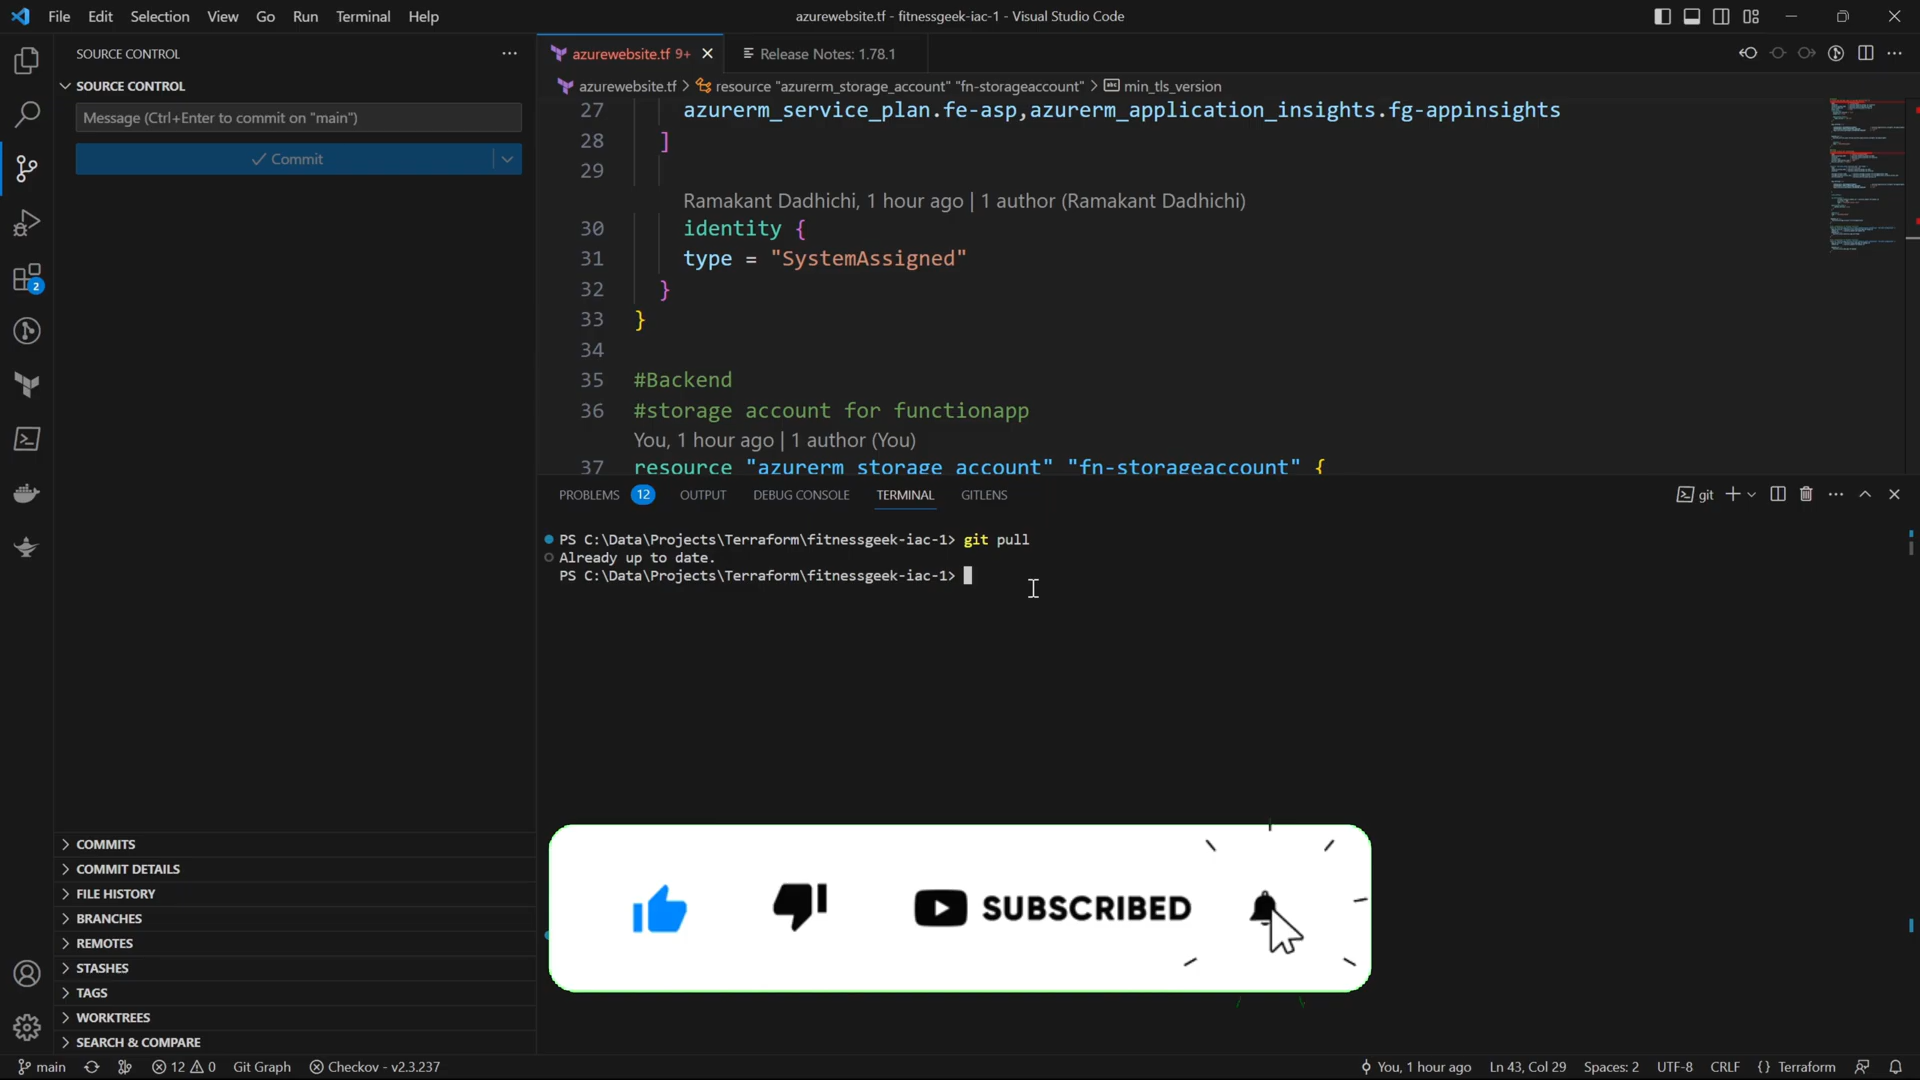 File Edit Selection View Go Run Terminal Help
azurewebsite.tf - fitnessgeek-iac-1 - Visual Studio Code
SOURCE CONTROL
SOURCE CONTROL
Message (Ctrl+Enter to commit on "main")
Commit
2
azurewebsite.tf 9+
Release Notes: 1.78.1
azurewebsite.tf > resource "azurerm_storage_account" "fn-storageaccount" > min_tls_version
27 azurerm_service_plan.fe-asp,azurerm_application_insights.fg-appinsights
28 ]
29
Ramakant Dadhichi, 1 hour ago | 1 author (Ramakant Dadhichi)
30 identity {
31 type = "SystemAssigned"
32 }
33 }
34
35 #Backend
36 #storage account for functionapp
You, 1 hour ago | 1 author (You)
37 resource "azurerm_storage_account" "fn-storageaccount" {
PROBLEMS 12 OUTPUT DEBUG CONSOLE TERMINAL GITLENS
git
PS C:\Data\Projects\Terraform\fitnessgeek-iac-1> git pull
Already up to date.
PS C:\Data\Projects\Terraform\fitnessgeek-iac-1>
SUBSCRIBED
COMMITS
COMMIT DETAILS
FILE HISTORY
BRANCHES
REMOTES
STASHES
TAGS
WORKTREES
SEARCH & COMPARE
main 12 0 Git Graph Checkov - v2.3.237
You, 1 hour ago Ln 43, Col 29 Spaces: 2 UTF-8 CRLF {} Terraform